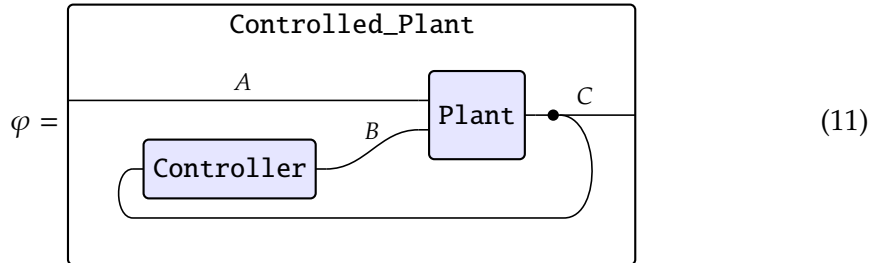 Controlled_Plant
A
Plant
C
φ =
B
(11)
Controller